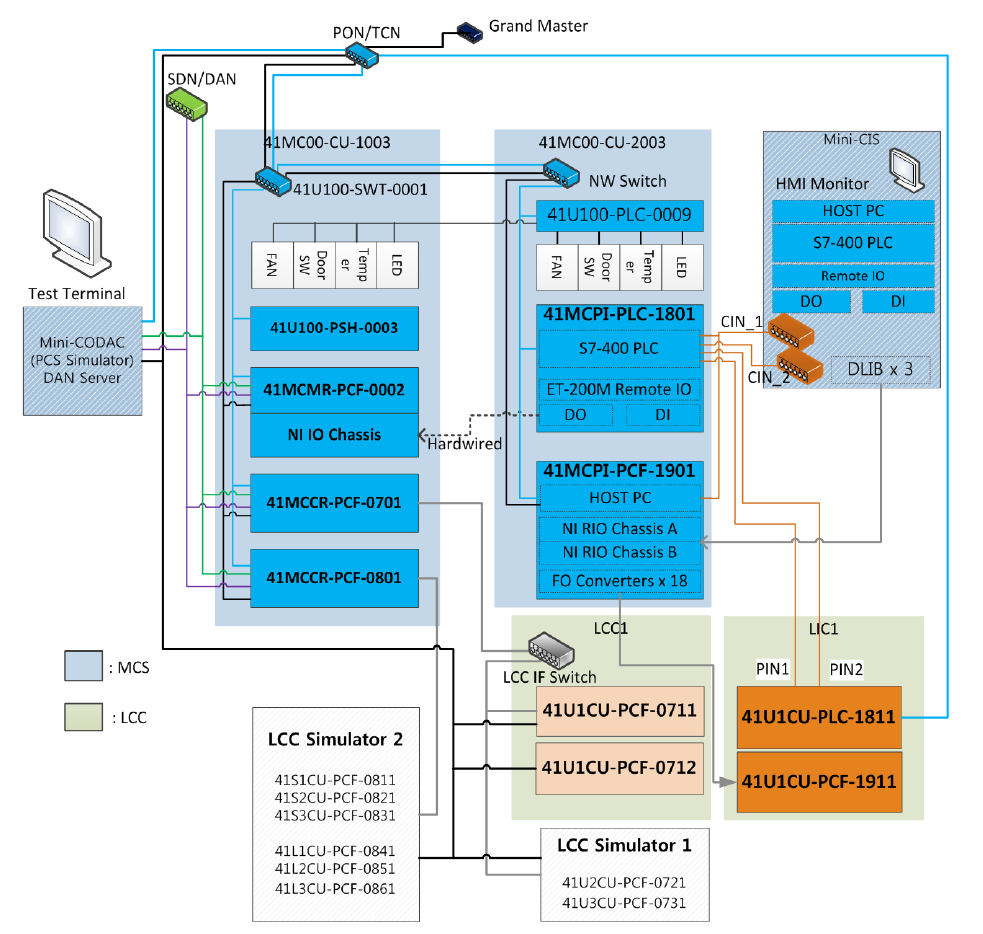 PON/TCN
Grand Master
SDN/DAN
41MC00-CU-1003
41U100-SWT-0001
FAN
Door
SW
Temp
er
LED
41U100-PSH-0003
41MCMR-PCF-0002
NI IO Chassis
41MCCR-PCF-0701
41MCCR-PCF-0801
41MC00-CU-2003
NW Switch
41U100-PLC-0009
FAN
Door
SW
Temp
er
LED
41MCPI-PLC-1801
S7-400 PLC
ET-200M Remote IO
DO
DI
Hardwired
41MCPI-PCF-1901
HOST PC
NI RIO Chassis A
NI RIO Chassis B
FO Converters x 18
Mini-CIS
HMI Monitor
HOST PC
S7-400 PLC
Remote IO
DO
DI
CIN_1
CIN_2
DLIB x 3
Test Terminal
Mini-CODAC
(PCS Simulator)
DAN Server
: MCS
: LCC
LCC1
LCC IF Switch
41U1CU-PCF-0711
41U1CU-PCF-0712
LIC1
PIN1
PIN2
41U1CU-PLC-1811
41U1CU-PCF-1911
LCC Simulator 2
41S1CU-PCF-0811
41S2CU-PCF-0821
41S3CU-PCF-0831
41L1CU-PCF-0841
41L2CU-PCF-0851
41L3CU-PCF-0861
LCC Simulator 1
41U2CU-PCF-0721
41U3CU-PCF-0731